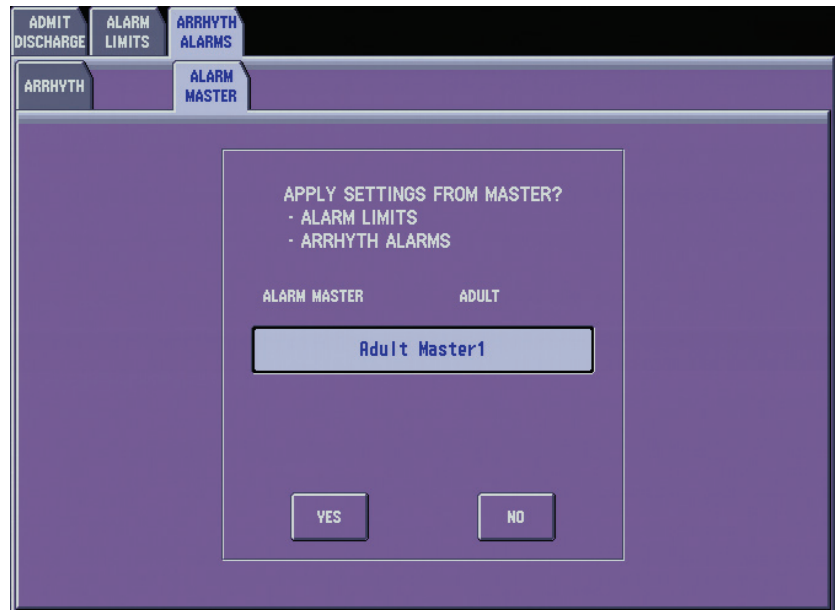 ADMIT DISCHARGE
ALARM LIMITS
ARRHYTH ALARMS
ARRHYTH
ALARM MASTER
APPLY SETTINGS FROM MASTER?
- ALARM LIMITS
- ARRHYTH ALARMS
ALARM MASTER ADULT
Adult Master1
YES NO